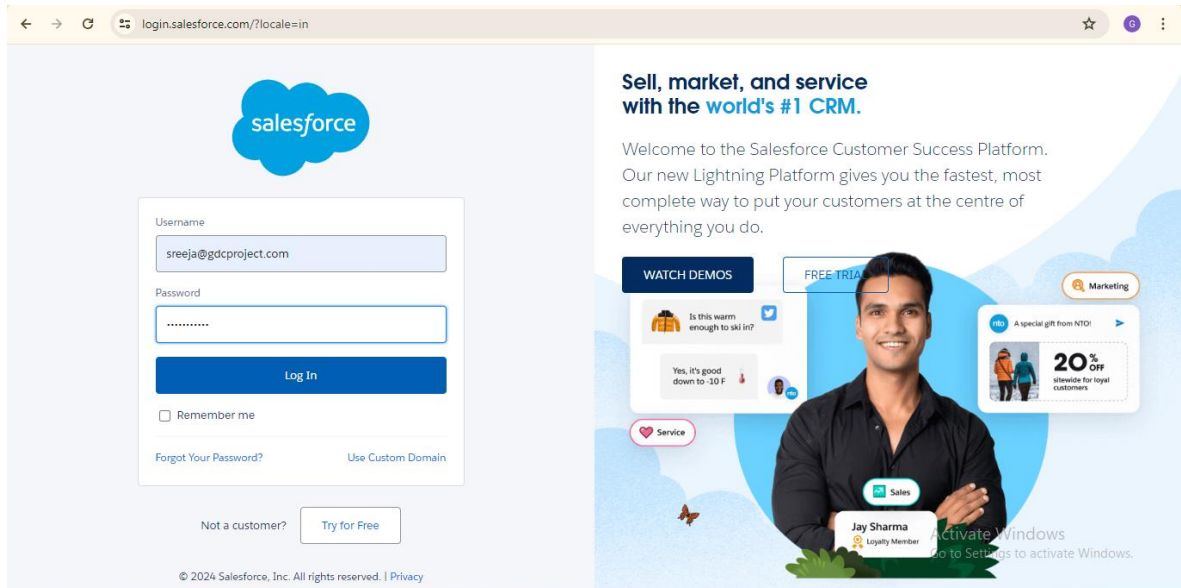 login.salesforce.com/?locale=in
G
salesforce
Username
sreeja@gdcproject.com
Password
...........
Log In
Remember me
Forgot Your Password? Use Custom Domain
Not a customer? Try for Free
© 2024 Salesforce, Inc. All rights reserved. | Privacy
Sell, market, and service
with the world's #1 CRM.
Welcome to the Salesforce Customer Success Platform.
Our new Lightning Platform gives you the fastest, most
complete way to put your customers at the centre of
everything you do.
WATCH DEMOS FREE TRIA
Marketing
Is this warm
enough to ski in?
Yes, it's good
down to -10 F
nto
nto A special gift from NTO!
20% OFF
sitewide for loyal
customers
Service
Sales
Jay Sharma
Loyalty Member
Activate Windows
Go to Settings to activate Windows.